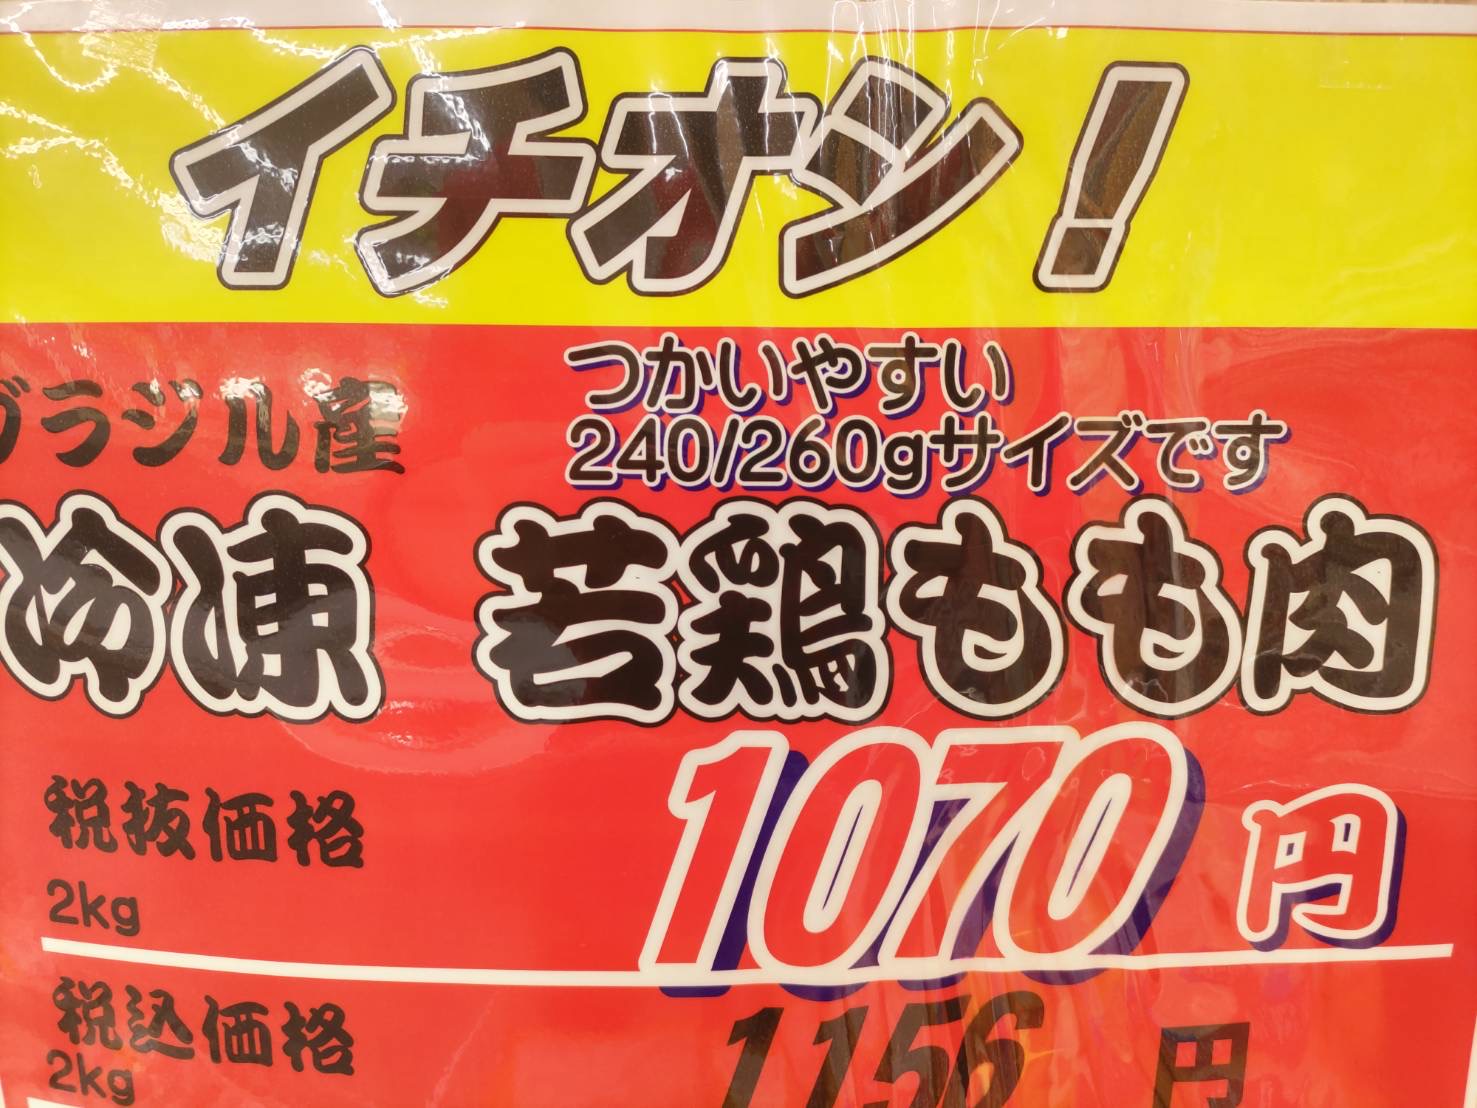 イチオシ!
ブラジル産
つかいやすい
240/260gサイズです
冷凍 若鶏もも肉
税抜価格
2kg
1070円
税込価格
2kg
1156円